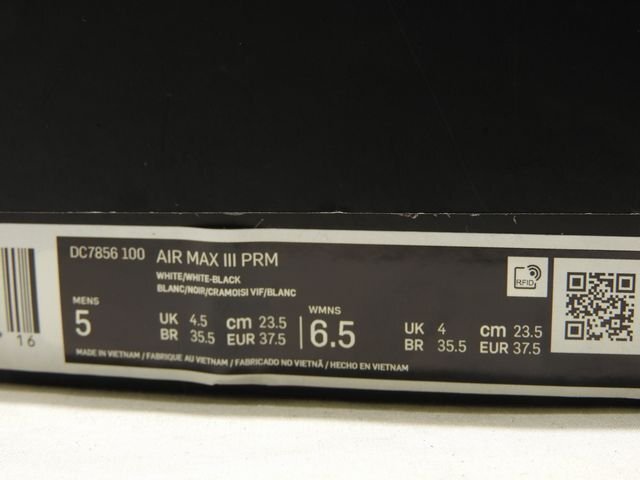 DC7856 100 AIR MAX III PRM
WHITE/WHITE-BLACK
BLANC/NOIR/CRAMOISI VIF/BLANC
RFID
MENS
5
UK 4.5 cm 23.5
BR 35.5 EUR 37.5
WMNS
6.5
UK 4 cm 23.5
BR 35.5 EUR 37.5
16
MADE IN VIETNAM / FABRIQUE AU VIETNAM / FABRICADO NO VIETNÃ / HECHO EN VIETNAM